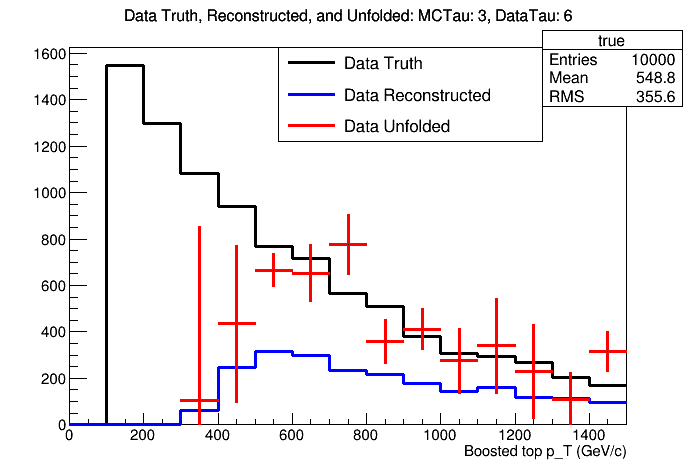 Data Truth, Reconstructed, and Unfolded: MCTau: 3, DataTau: 6
true
Entries 10000
Mean 548.8
RMS 355.6
Data Truth
Data Reconstructed
Data Unfolded
1600
1400
1200
1000
800
600
400
200
0
0 200 400 600 800 1000 1200 1400
Boosted top p_T (GeV/c)